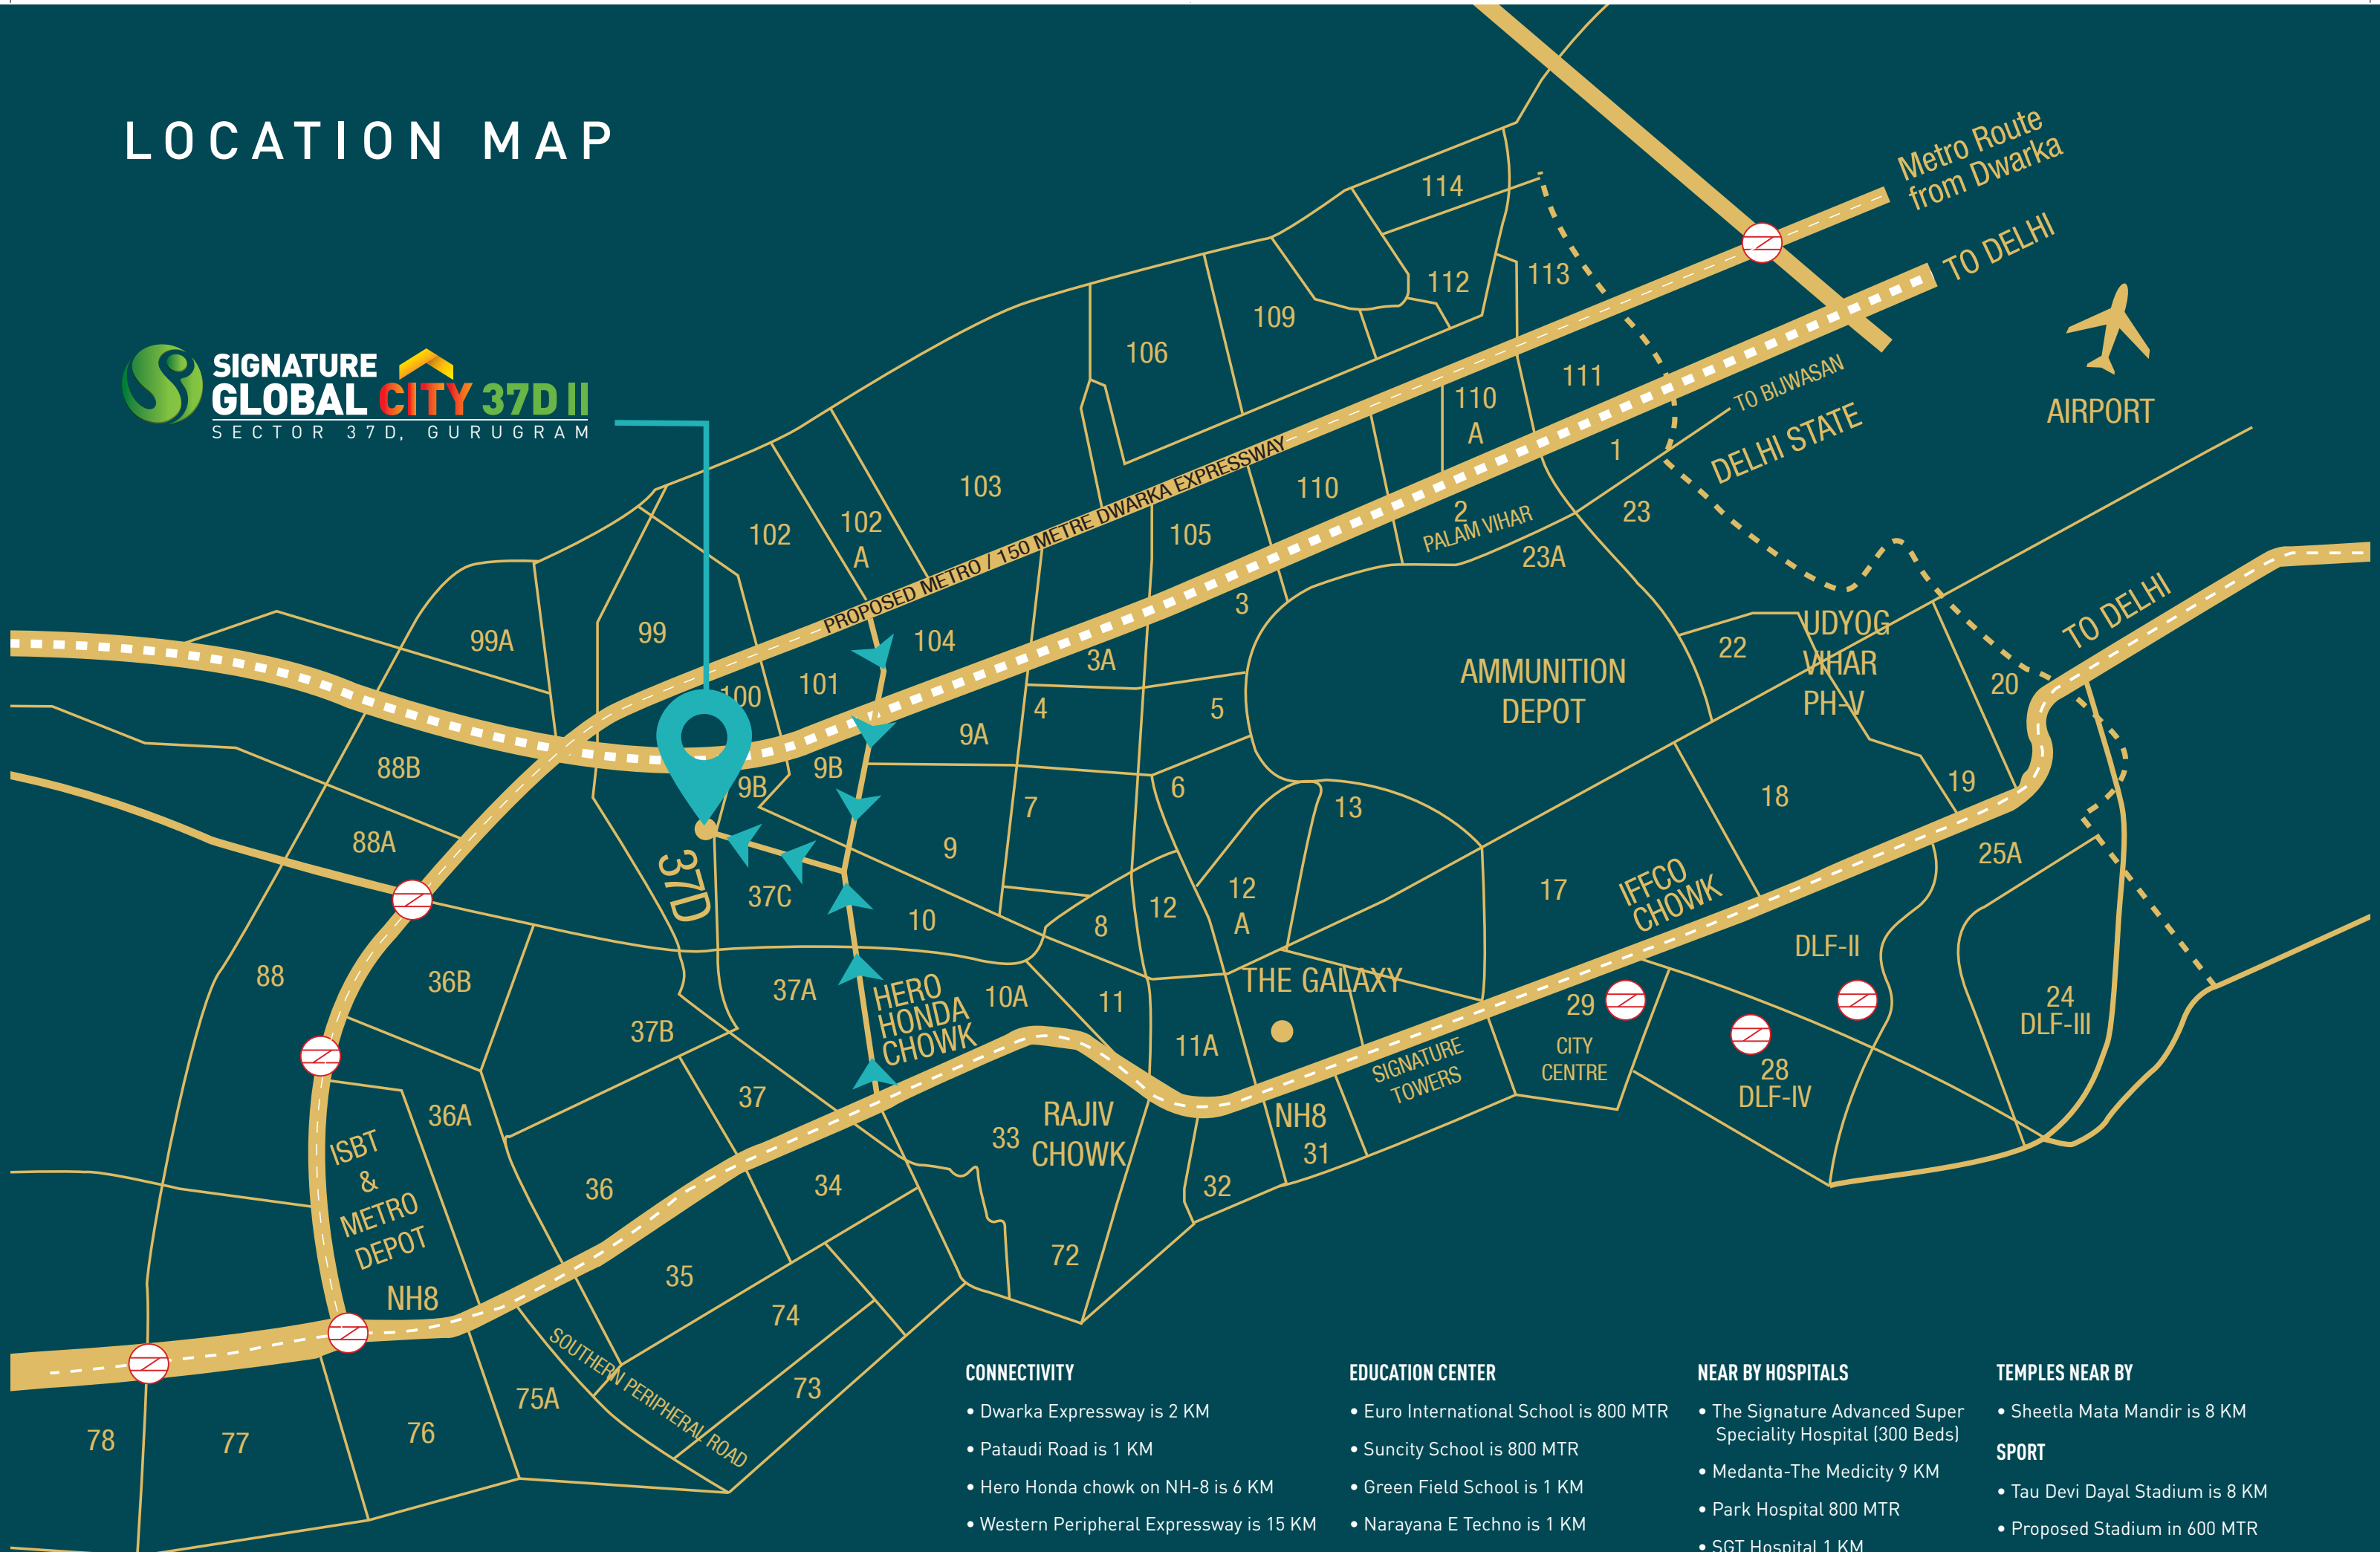 LOCATION MAP
SIGNATURE
GLOBAL CITY 37D II
SECTOR 37D, GURUGRAM
Metro Route
from Dwarka
TO DELHI
AIRPORT
TO BIJWASAN
DELHI STATE
114
112
113
109
106
111
110
A
1
103
110
2
PALAM VIHAR
23
23A
102
102
A
105
PROPOSED METRO / 150 METRE DWARKA EXPRESSWAY
3
99A
99
104
3A
101
100
4
5
9A
AMMUNITION
DEPOT
22
UDYOG
VIHAR
PH-V
20
TO DELHI
88B
9B
9B
6
7
13
18
19
88A
9
25A
37D
37C
10
8
12
12
A
17
IFFCO
CHOWK
DLF-II
88
36B
37A
HERO
HONDA
CHOWK
10A
11
THE GALAXY
29
24
DLF-III
37B
11A
SIGNATURE
TOWERS
CITY
CENTRE
28
DLF-IV
36A
37
33
RAJIV
CHOWK
NH8
31
ISBT
&
METRO
DEPOT
36
34
32
NH8
35
72
74
SOUTHERN PERIPHERAL ROAD
73
75A
76
77
78
CONNECTIVITY
• Dwarka Expressway is 2 KM
• Pataudi Road is 1 KM
• Hero Honda chowk on NH-8 is 6 KM
• Western Peripheral Expressway is 15 KM
EDUCATION CENTER
• Euro International School is 800 MTR
• Suncity School is 800 MTR
• Green Field School is 1 KM
• Narayana E Techno is 1 KM
NEAR BY HOSPITALS
• The Signature Advanced Super
Speciality Hospital (300 Beds)
• Medanta-The Medicity 9 KM
• Park Hospital 800 MTR
• SGT Hospital 1 KM
TEMPLES NEAR BY
• Sheetla Mata Mandir is 8 KM
SPORT
• Tau Devi Dayal Stadium is 8 KM
• Proposed Stadium in 600 MTR